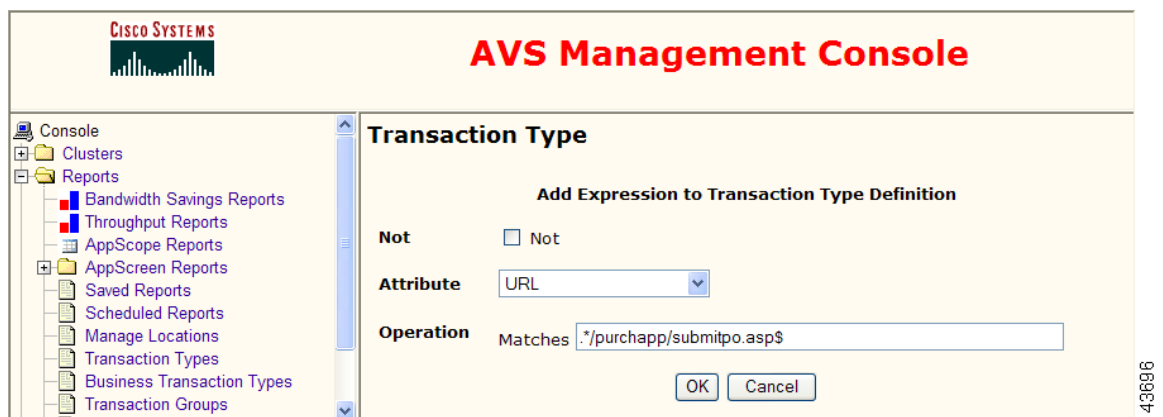 CISCO SYSTEMS
AVS Management Console
Console
Clusters
Reports
Bandwidth Savings Reports
Throughput Reports
AppScope Reports
AppScreen Reports
Saved Reports
Scheduled Reports
Manage Locations
Transaction Types
Business Transaction Types
Transaction Groups
Transaction Type
Add Expression to Transaction Type Definition
Not Not
Attribute URL
Operation Matches .*/purchapp/submitpo.asp$
OK Cancel
43696